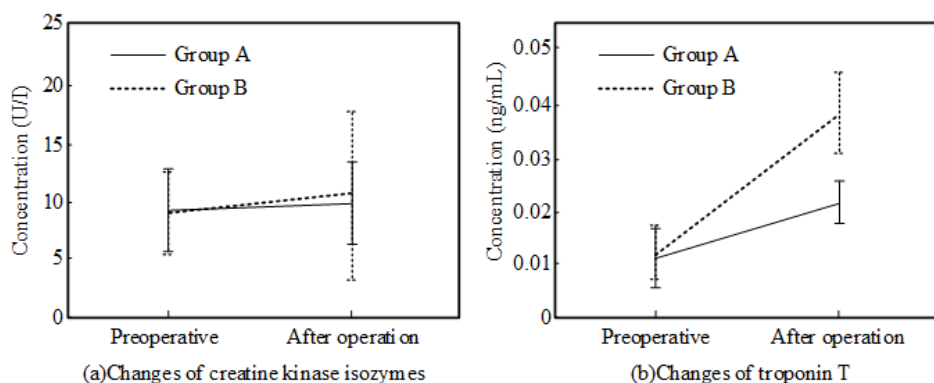 25
20
15
10
5
0
Concentration (U/I)
Group A
Group B
Preoperative
After operation
(a)Changes of creatine kinase isozymes
0.05
0.04
0.03
0.02
0.01
0
Concentration (ng/mL)
Group A
Group B
Preoperative
After operation
(b)Changes of troponin T